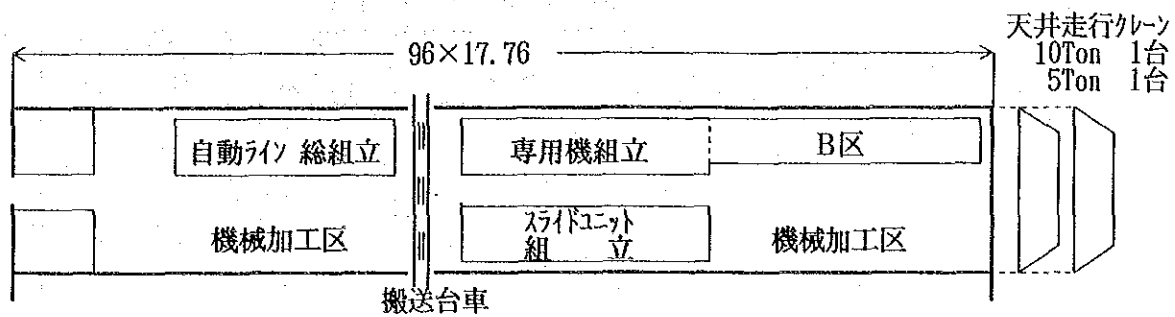 天井走行クレーン
10Ton 1台
5Ton 1台
96×17.76
自動ライン 総組立
専用機組立
B区
機械加工区
スライドユニット
組 立
機械加工区
搬送台車